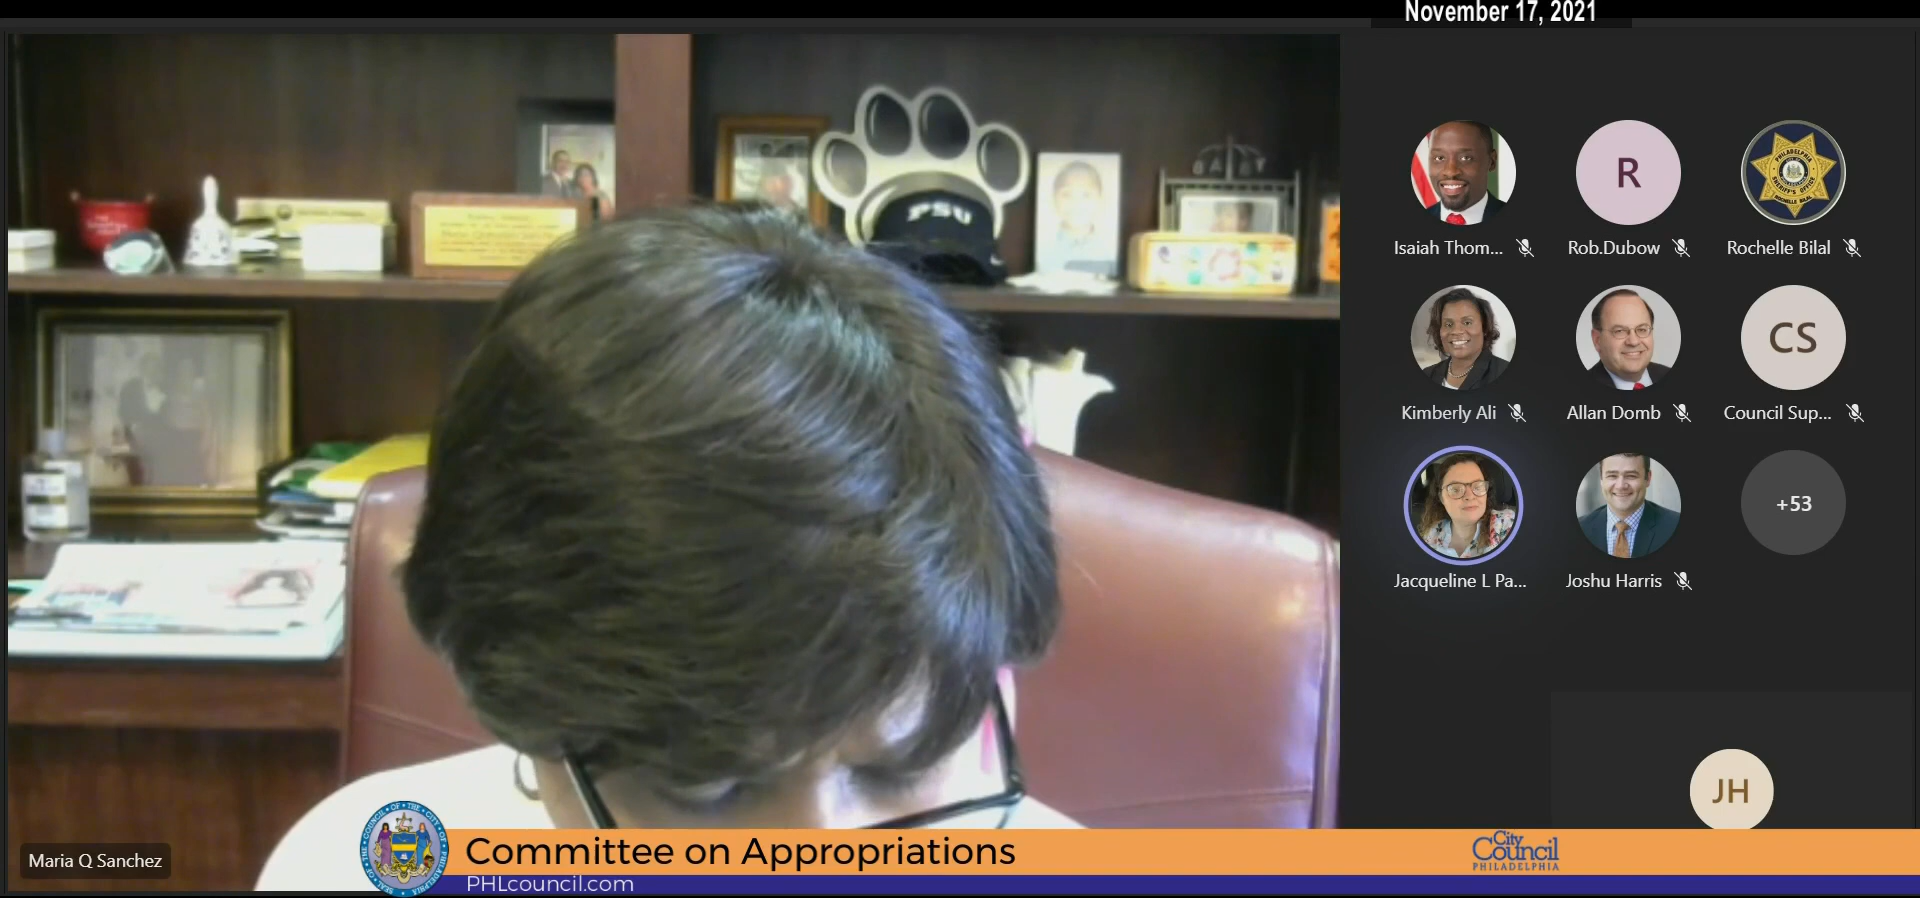 November 17, 2021
PSU
R
Isaiah Thom...
Rob.Dubow
Rochelle Bilal
CS
Kimberly Ali
Allan Domb
Council Sup...
+53
Jacqueline L Pa...
Joshu Harris
JH
Maria Q Sanchez
Committee on Appropriations
City
Council
PHILADELPHIA
PHLcouncil.com